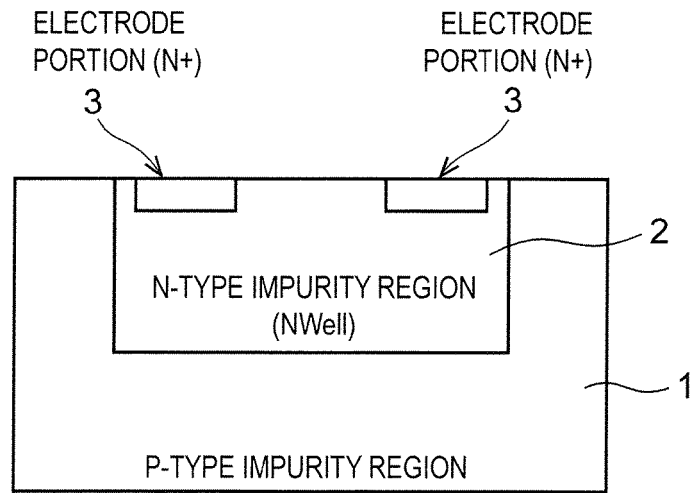 ELECTRODE
PORTION (N+)
3
ELECTRODE
PORTION (N+)
3
2
N-TYPE IMPURITY REGION
(NWell)
1
P-TYPE IMPURITY REGION